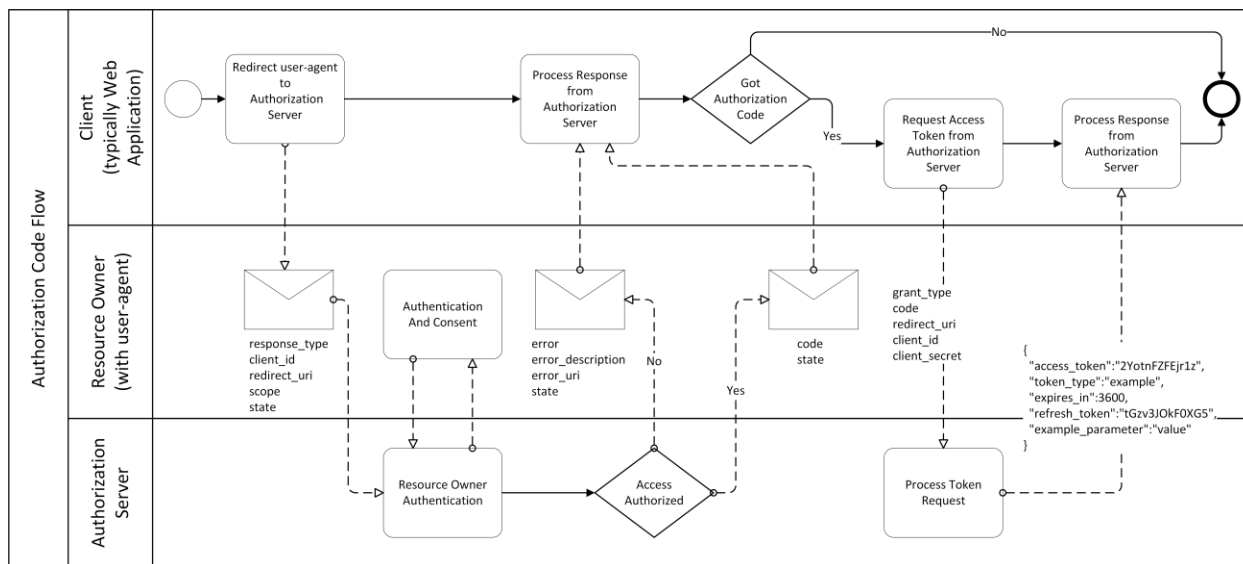 Authorization Code Flow
Client
(typically Web
Application)
Redirect user-agent
to
Authorization
Server
Process Response
from
Authorization
Server
Got
Authorization
Code
No
Yes
Request Access
Token from
Authorization
Server
Process Response
from
Authorization
Server
Resource Owner
(with user-agent)
response_type
client_id
redirect_uri
scope
state
Authentication
And Consent
error
error_description
error_uri
state
No
Yes
code
state
grant_type
code
redirect_uri
client_id
client_secret
{
"access_token":"2YotnFZFEjr1z",
"token_type":"example",
"expires_in":3600,
"refresh_token":"tGzv3JOkF0XG5",
"example_parameter":"value"
}
Authorization
Server
Resource Owner
Authentication
Access
Authorized
Process Token
Request